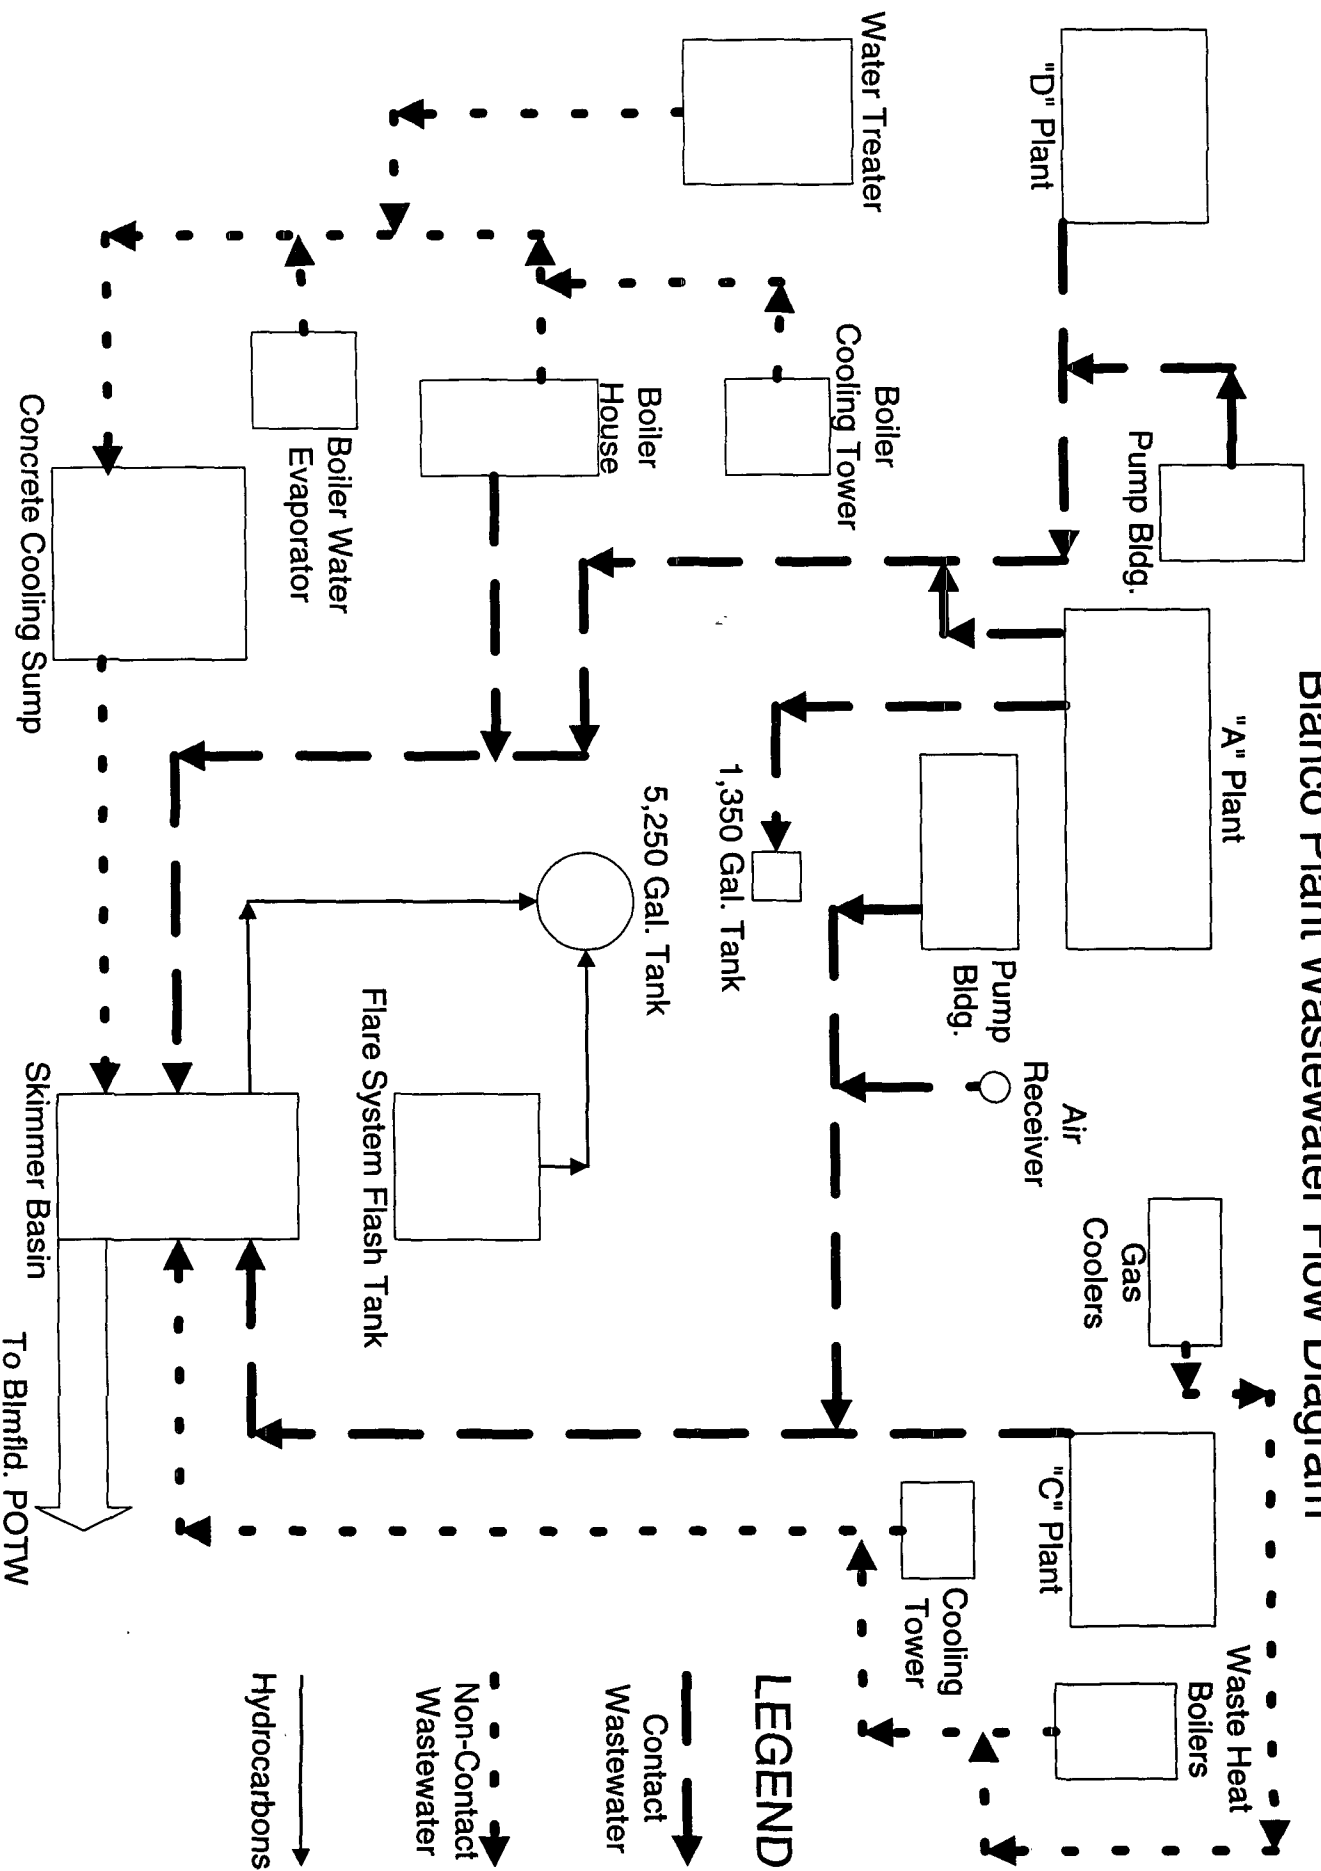 Blanco Plant Wastewater Flow Diagram
"D" Plant
Pump Bldg.
"A" Plant
Gas
Coolers
"C" Plant
Waste Heat
Boilers
Water Treater
Boiler
Cooling Tower
Pump
Bldg.
Air
Receiver
Cooling
Tower
1,350 Gal. Tank
Boiler
House
5,250 Gal. Tank
Boiler Water
Evaporator
Flare System Flash Tank
Concrete Cooling Sump
Skimmer Basin
To Blmfld. POTW
LEGEND
Contact
Wastewater
Non-Contact
Wastewater
Hydrocarbons